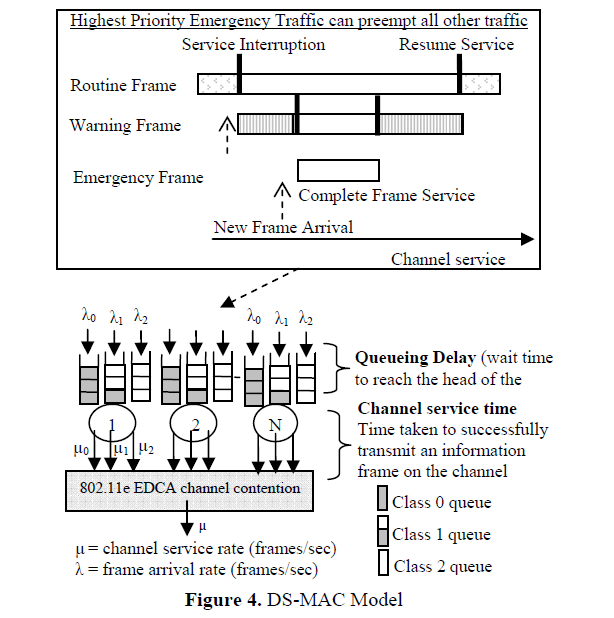 Highest Priority Emergency Traffic can preempt all other traffic
Service Interruption Resume Service
Routine Frame
Warning Frame
Emergency Frame
Complete Frame Service
New Frame Arrival
Channel service
λ0 λ1 λ2 λ0 λ1 λ2
Queueing Delay (wait time
to reach the head of the
Channel service time
Time taken to successfully
transmit an information
frame on the channel
1 2 N
μ0 μ1 μ2
802.11e EDCA channel contention
μ
Class 0 queue
Class 1 queue
Class 2 queue
μ = channel service rate (frames/sec)
λ = frame arrival rate (frames/sec)
Figure 4. DS-MAC Model